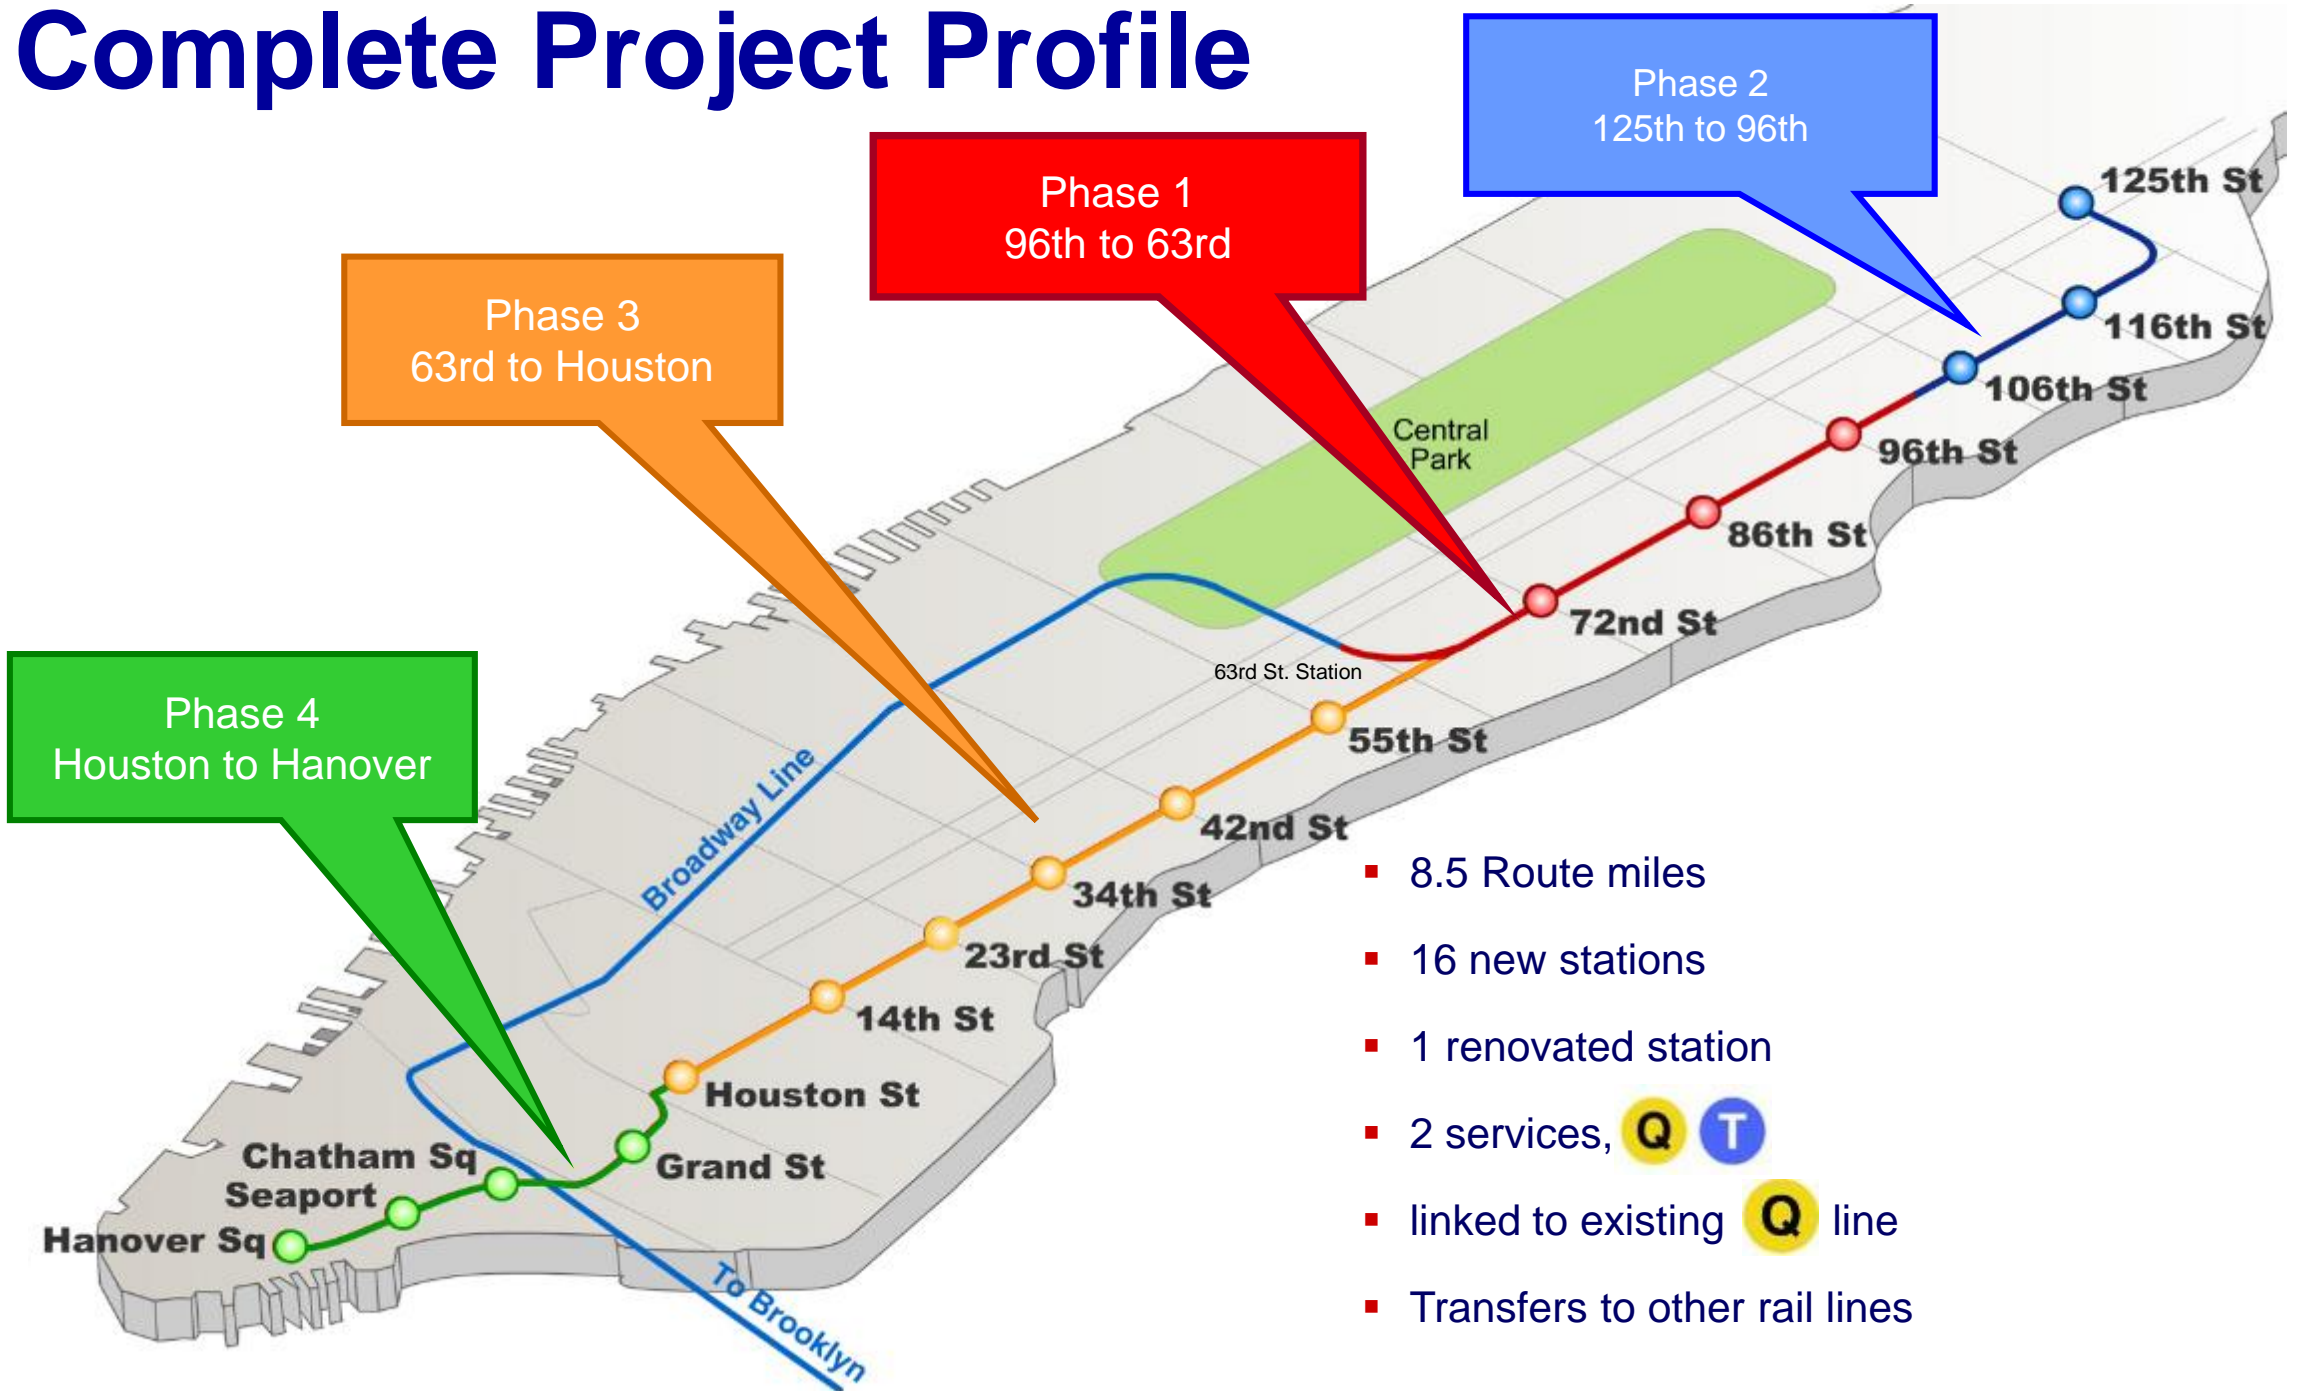 Complete Project Profile
Phase 2
125th to 96th
Phase 1
96th to 63rd
Phase 3
63rd to Houston
Phase 4
Houston to Hanover
125th St
116th St
106th St
96th St
86th St
72nd St
Central
Park
63rd St. Station
55th St
42nd St
34th St
23rd St
14th St
Houston St
Grand St
Chatham Sq
Seaport
Hanover Sq
Broadway Line
To Brooklyn
▪ 8.5 Route miles
▪ 16 new stations
▪ 1 renovated station
▪ 2 services, Q T
▪ linked to existing Q line
▪ Transfers to other rail lines